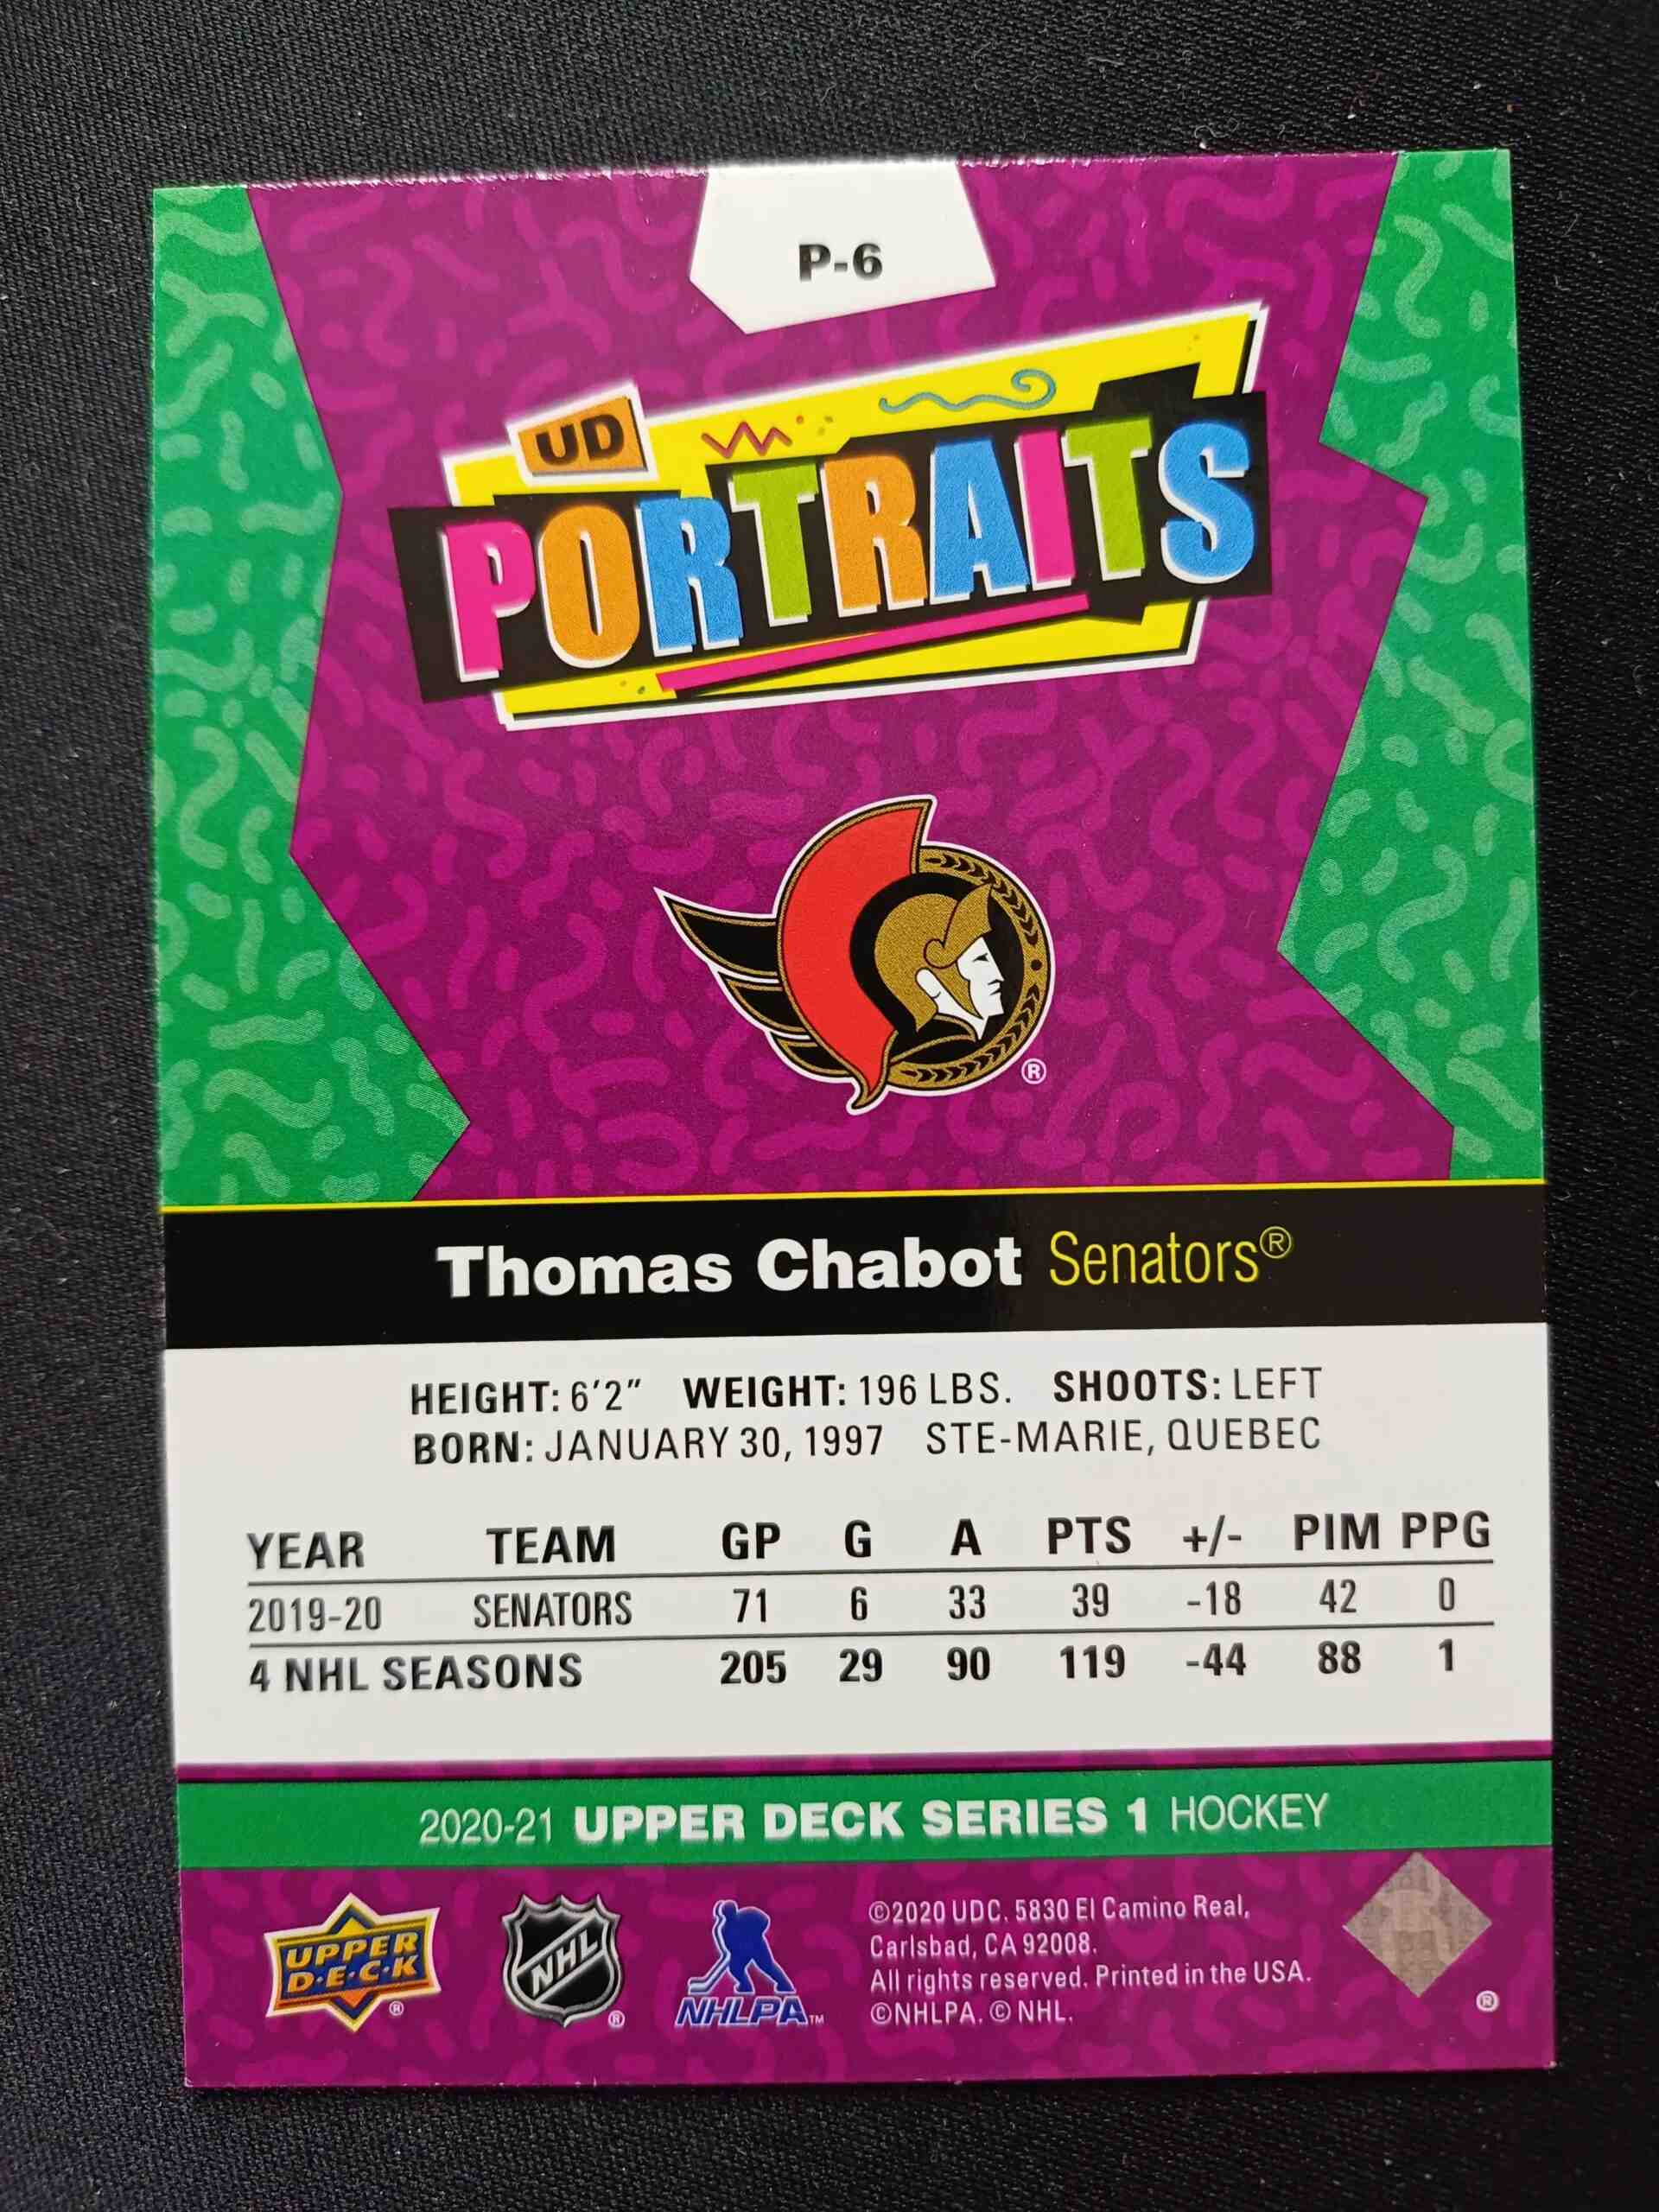 P-6
UD
PORTRAITS
®
Thomas Chabot Senators®
HEIGHT: 6'2" WEIGHT: 196 LBS. SHOOTS: LEFT
BORN: JANUARY 30, 1997 STE-MARIE, QUEBEC
YEAR TEAM GP G A PTS +/- PIM PPG
2019-20 SENATORS 71 6 33 39 -18 42 0
4 NHL SEASONS 205 29 90 119 -44 88 1
2020-21 UPPER DECK SERIES 1 HOCKEY
UPPER
D•E•C•K
®
NHL
®
NHLPA™
©2020 UDC. 5830 El Camino Real,
Carlsbad, CA 92008.
All rights reserved. Printed in the USA.
©NHLPA. © NHL.
®